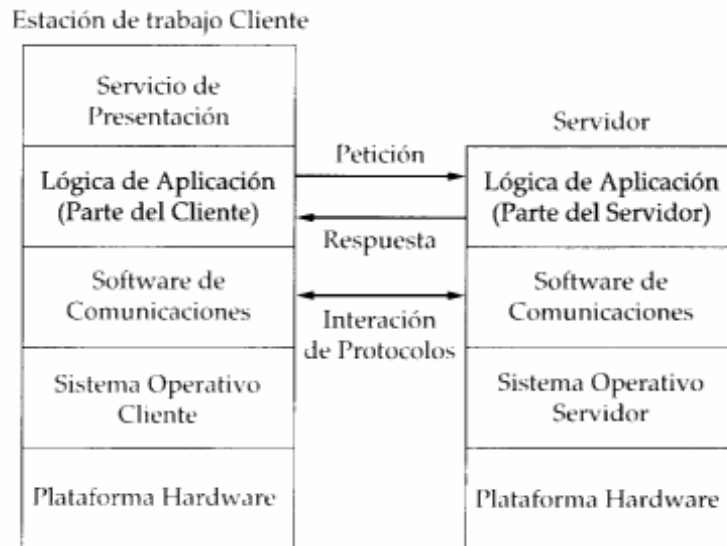 Estación de trabajo Cliente
Servicio de
Presentación
Lógica de Aplicación
(Parte del Cliente)
Software de
Comunicaciones
Sistema Operativo
Cliente
Plataforma Hardware
Petición
Respuesta
Interación
de Protocolos
Servidor
Lógica de Aplicación
(Parte del Servidor)
Software de
Comunicaciones
Sistema Operativo
Servidor
Plataforma Hardware